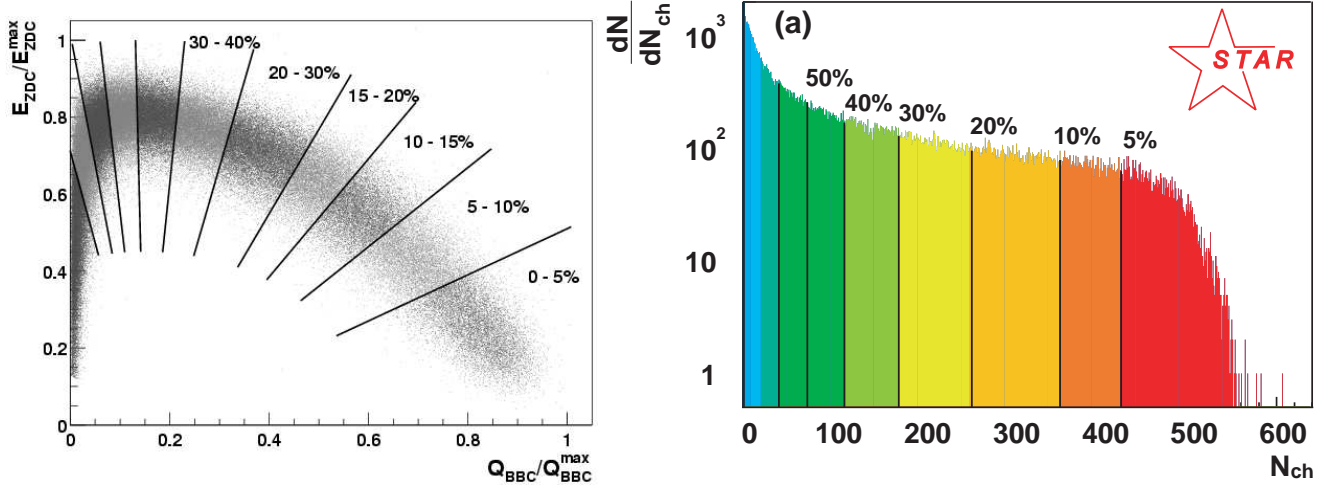 E_ZDC/E_ZDC^max
1
0.8
0.6
0.4
0.2
0
30 - 40%
20 - 30%
15 - 20%
10 - 15%
5 - 10%
0 - 5%
0 0.2 0.4 0.6 0.8 1
Q_BBC/Q_BBC^max
dN
dN_ch
(a)
STAR
10^3
10^2
10
1
50%
40%
30%
20%
10%
5%
0 100 200 300 400 500 600
N_ch